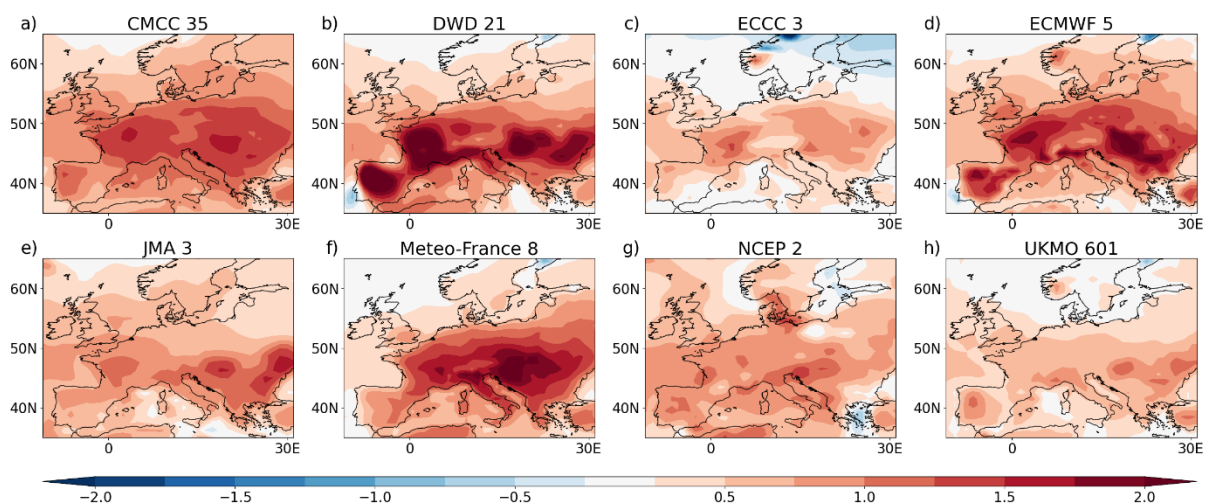 a) CMCC 35
b) DWD 21
c) ECCC 3
d) ECMWF 5
60N 60N 60N 60N
50N 50N 50N 50N
40N 40N 40N 40N
0 30E 0 30E 0 30E 0 30E
e) JMA 3
f) Meteo-France 8
g) NCEP 2
h) UKMO 601
60N 60N 60N 60N
50N 50N 50N 50N
40N 40N 40N 40N
0 30E 0 30E 0 30E 0 30E
−2.0 −1.5 −1.0 −0.5 0.5 1.0 1.5 2.0